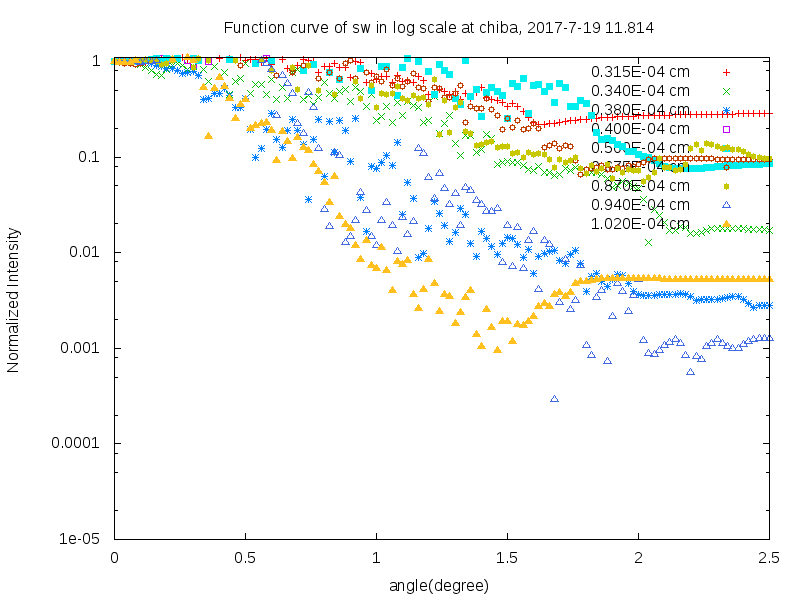 Function curve of sw in log scale at chiba, 2017-7-19 11.814
Normalized Intensity
1
0.1
0.01
0.001
0.0001
1e-05
0
0.5
1
1.5
2
2.5
angle(degree)
0.315E-04 cm
0.340E-04 cm
0.380E-04 cm
0.400E-04 cm
0.870E-04 cm
0.940E-04 cm
1.020E-04 cm